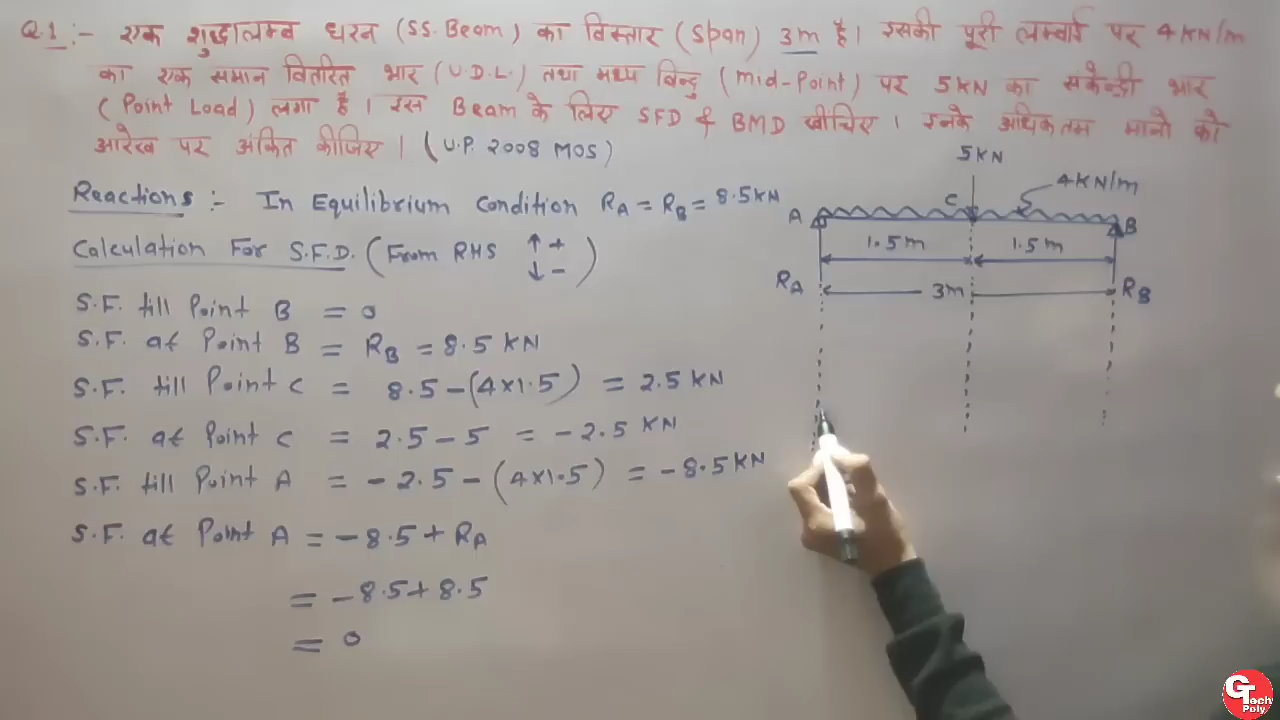 Q.1 :- एक शुद्धालम्ब धरन (SS. Beam) का विस्तार (Span) 3m है। इसकी पूरी लम्बाई पर 4KN/m
का एक समान वितरित भार (U.D.L.) तथा मध्य बिन्दु (Mid-Point) पर 5KN का संकेन्द्री भार
(Point Load) लगा है। इस Beam के लिए SFD & BMD खींचिए। इनके अधिकतम मानो को
आरेख पर अंकित कीजिए। (U.P. 2008 MOS)
Reactions :- In Equilibrium Condition RA = RB = 8.5KN
Calculation For S.F.D. (From RHS ↑+ ↓-)
S.F. till Point B = 0
S.F. at Point B = RB = 8.5 KN
S.F. till Point C = 8.5-(4×1.5) = 2.5 KN
S.F. at Point C = 2.5-5 = -2.5 KN
S.F. till Point A = -2.5-(4×1.5) = -8.5KN
S.F. at Point A = -8.5+RA
= -8.5+8.5
= 0
5KN
4KN/m
A C B
1.5m 1.5m
RA 3m RB
G Tech Poly